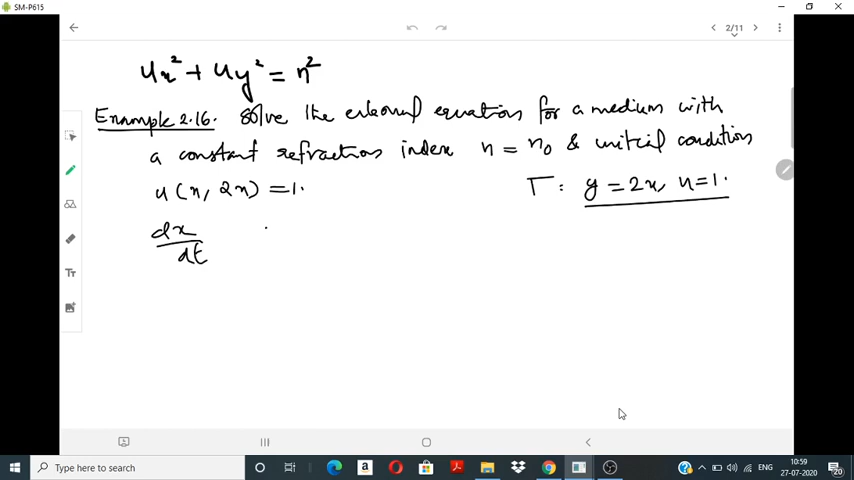 SM-P615
2/11
ux² + uy² = n²
Example 2.16. Solve the eikonal equation for a medium with
a constant refraction index n = n₀ & initial condition
u(x, 2x) = 1.
Γ: y = 2x, u = 1.
dx/dt
Tт
Type here to search
ENG
10:59
27-07-2020
20